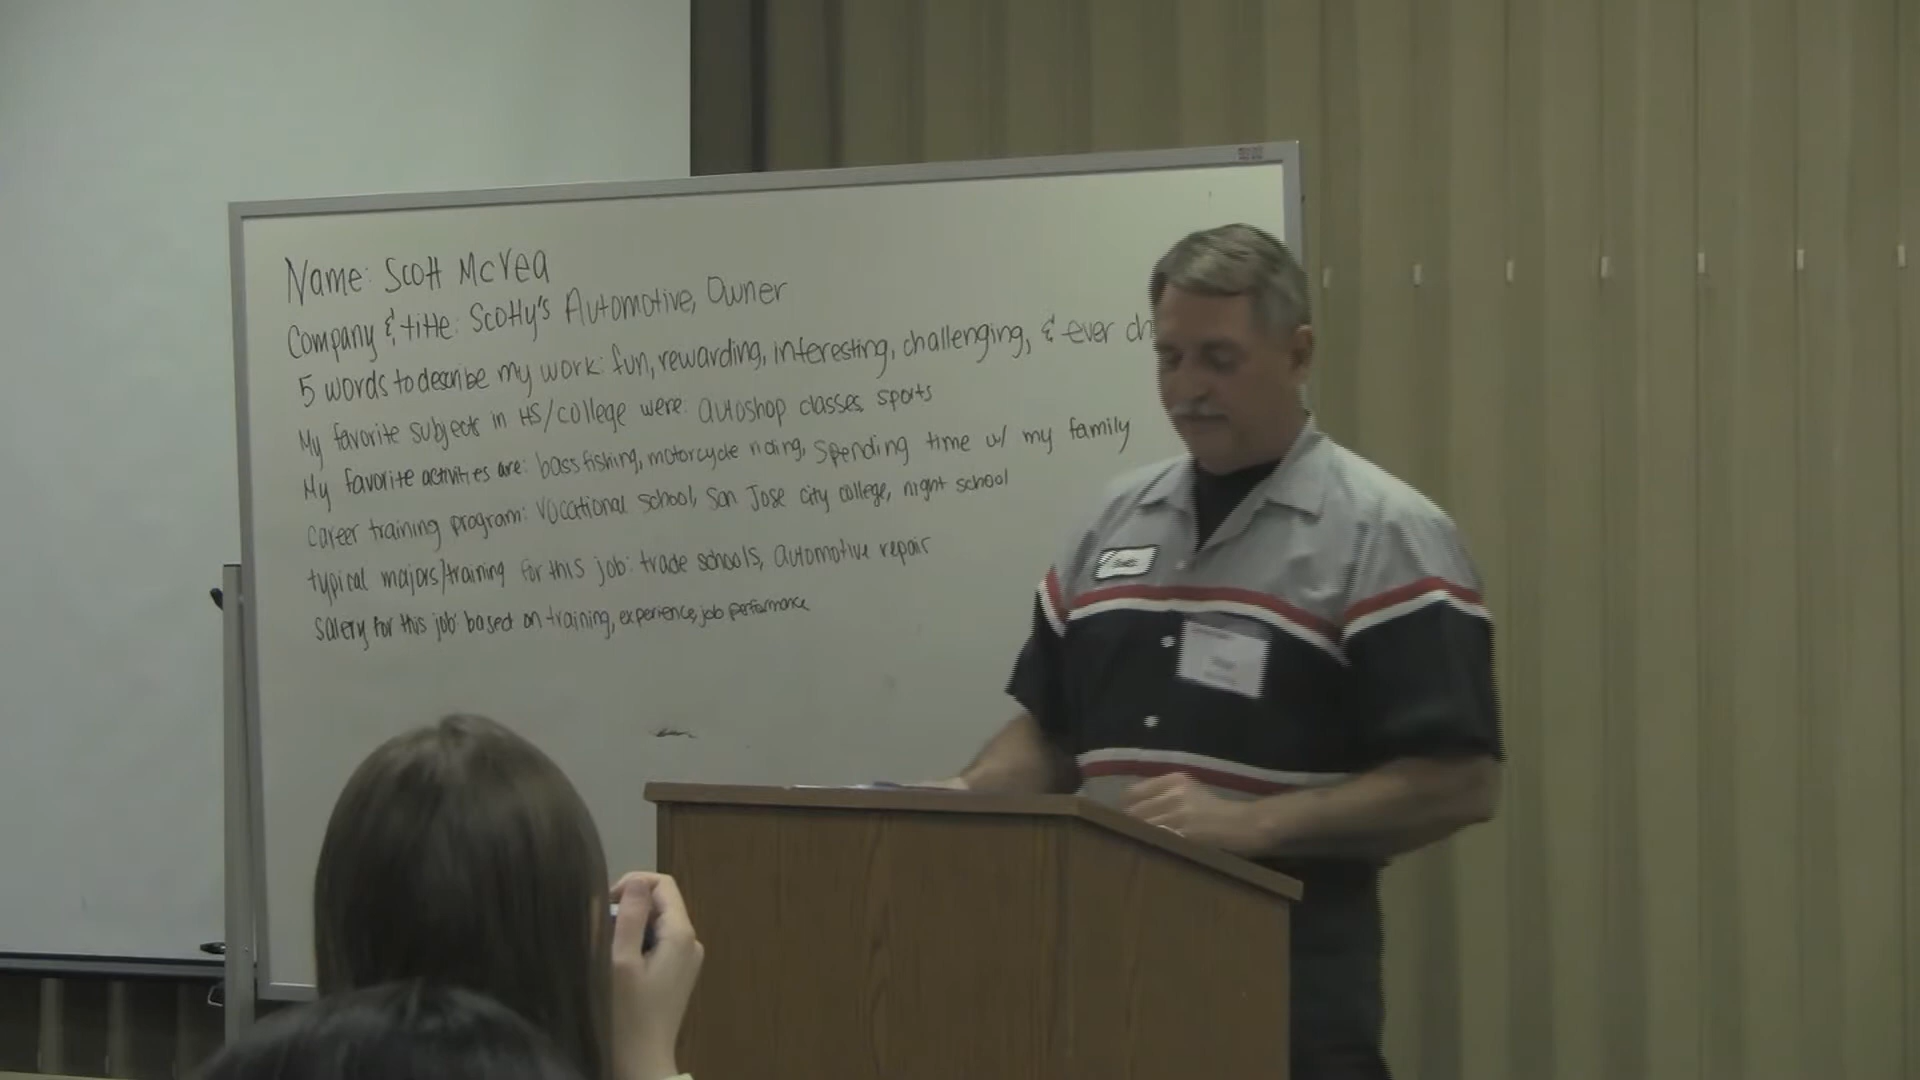 Name: Scott McVea
Company & title: Scotty's Automotive, Owner
5 words to describe my work: fun, rewarding, interesting, challenging, & ever ch
My favorite subjects in HS/college were: autoshop classes, sports
My favorite activities are: bass fishing, motorcycle riding, spending time w/ my family
Career training program: vocational school, San Jose city college, night school
typical majors/training for this job: trade schools, automotive repair
salery for this job: based on training, experience, job performance